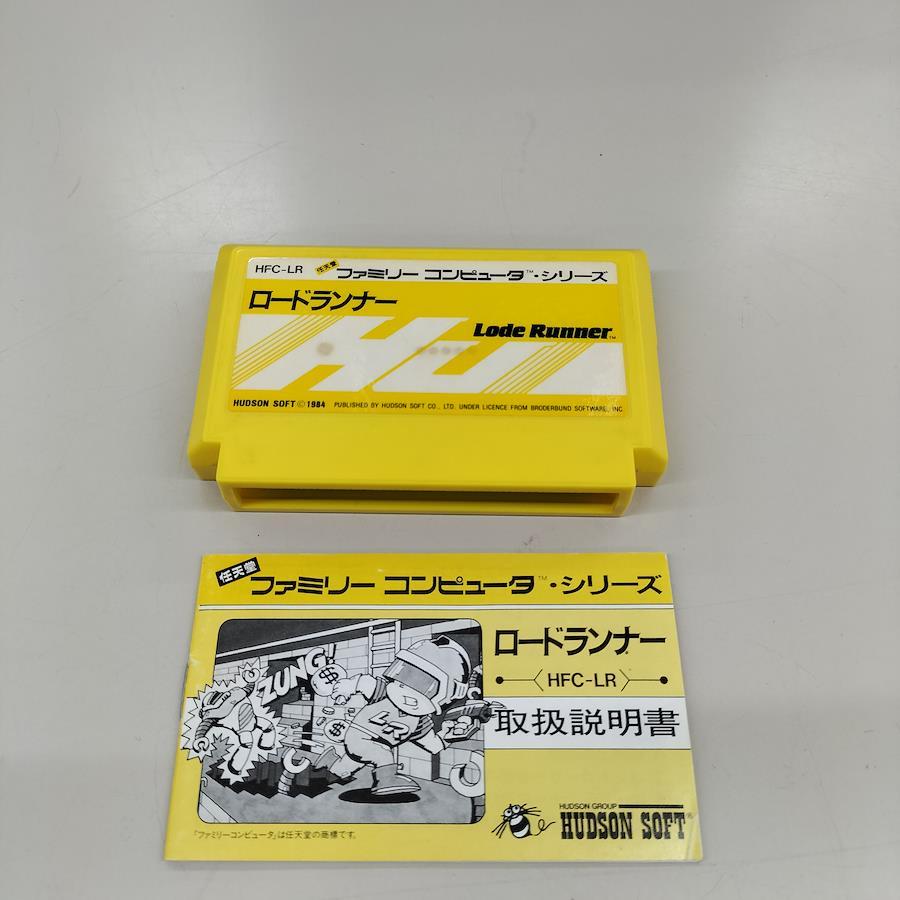 HFC-LR 任天堂 ファミリー コンピュータ™・シリーズ
ロードランナー
Lode Runner™
HU
HUDSON SOFT © 1984 PUBLISHED BY HUDSON SOFT CO., LTD. UNDER LICENCE FROM BRODERBUND SOFTWARE, INC
任天堂 ファミリー コンピュータ™・シリーズ
ロードランナー
HFC-LR
取扱説明書
ZUNG!
$
$
LR
HUDSON GROUP
HUDSON SOFT®
「ファミリーコンピュータ」は任天堂の商標です。